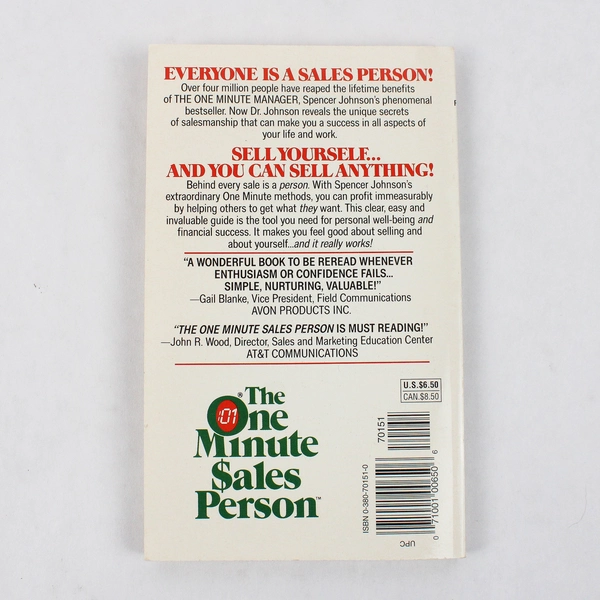 EVERYONE IS A SALES PERSON!
Over four million people have reaped the lifetime benefits
of THE ONE MINUTE MANAGER, Spencer Johnson's phenomenal
bestseller. Now Dr. Johnson reveals the unique secrets
of salesmanship that can make you a success in all aspects of
your life and work.
SELL YOURSELF...
AND YOU CAN SELL ANYTHING!
Behind every sale is a person. With Spencer Johnson's
extraordinary One Minute methods, you can profit immeasurably
by helping others to get what they want. This clear, easy and
invaluable guide is the tool you need for personal well-being and
financial success. It makes you feel good about selling and
about yourself...and it really works!
"A WONDERFUL BOOK TO BE REREAD WHENEVER
ENTHUSIASM OR CONFIDENCE FAILS...
SIMPLE, NURTURING, VALUABLE!"
—Gail Blanke, Vice President, Field Communications
AVON PRODUCTS INC.
"THE ONE MINUTE SALES PERSON IS MUST READING!"
—John R. Wood, Director, Sales and Marketing Education Center
AT&T COMMUNICATIONS
U.S.$6.50
CAN.$8.50
®The
:01
One
Minute
$ales
Person™
70151
ISBN 0-380-70151-0
0 71001 00650 6
UPC